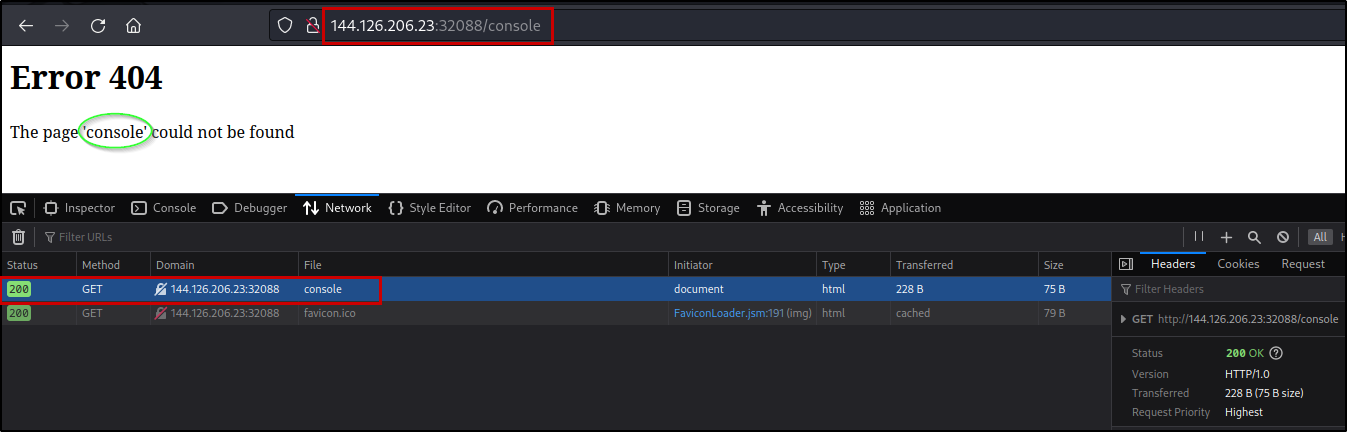 144.126.206.23:32088/console
Error 404
The page 'console' could not be found
Inspector Console Debugger Network Style Editor Performance Memory Storage Accessibility Application
Filter URLs All
Status Method Domain File Initiator Type Transferred Size Headers Cookies Request
200 GET 144.126.206.23:32088 console document html 228 B 75 B Filter Headers
200 GET 144.126.206.23:32088 favicon.ico FaviconLoader.jsm:191 (img) html cached 79 B GET http://144.126.206.23:32088/console
Status 200 OK
Version HTTP/1.0
Transferred 228 B (75 B size)
Request Priority Highest